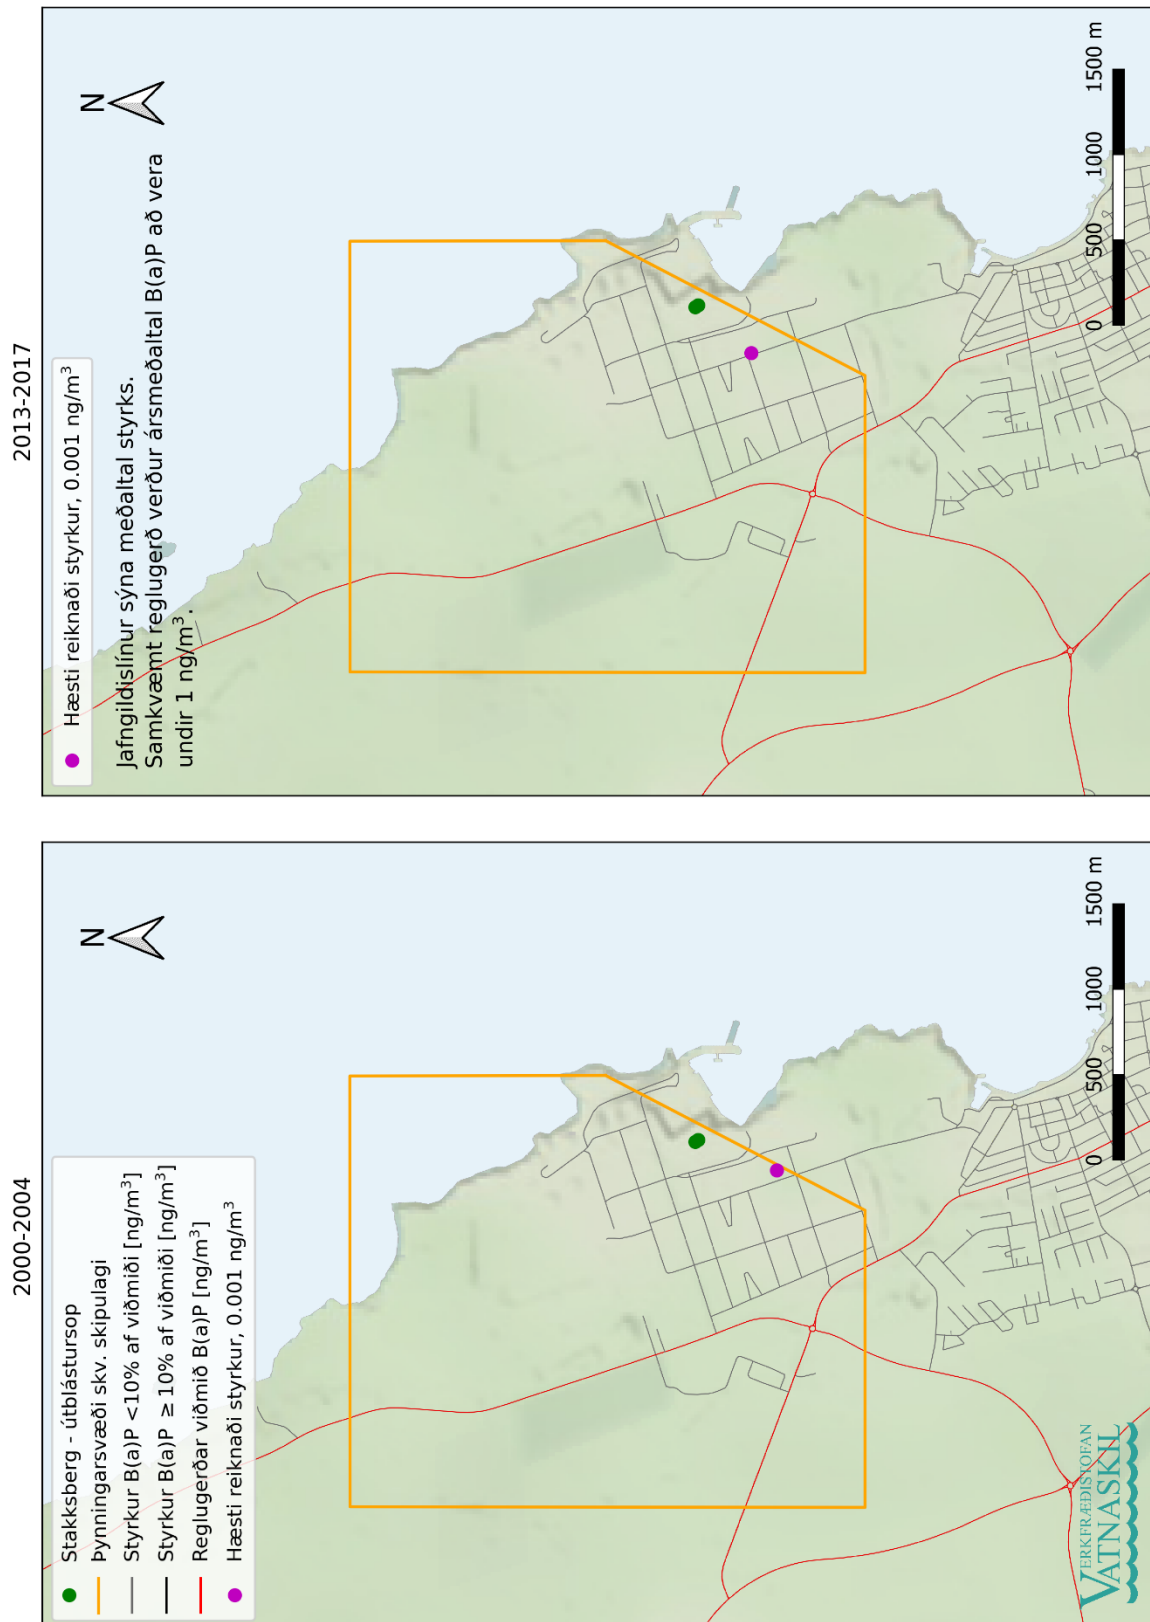 2000-2004
Stakksberg - útblástursop
Þynningarsvæði skv. skipulagi
Styrkur B(a)P <10% af viðmiði [ng/m³]
Styrkur B(a)P ≥ 10% af viðmiði [ng/m³]
Reglugerðar viðmið B(a)P [ng/m³]
Hæsti reiknaði styrkur, 0.001 ng/m³
N
0 500 1000 1500 m
VERKFRÆÐISTOFAN
VATNASKIL
2013-2017
Hæsti reiknaði styrkur, 0.001 ng/m³
Jafngildislínur sýna meðaltal styrks.
Samkvæmt reglugerð verður ársmeðaltal B(a)P að vera
undir 1 ng/m³.
N
0 500 1000 1500 m